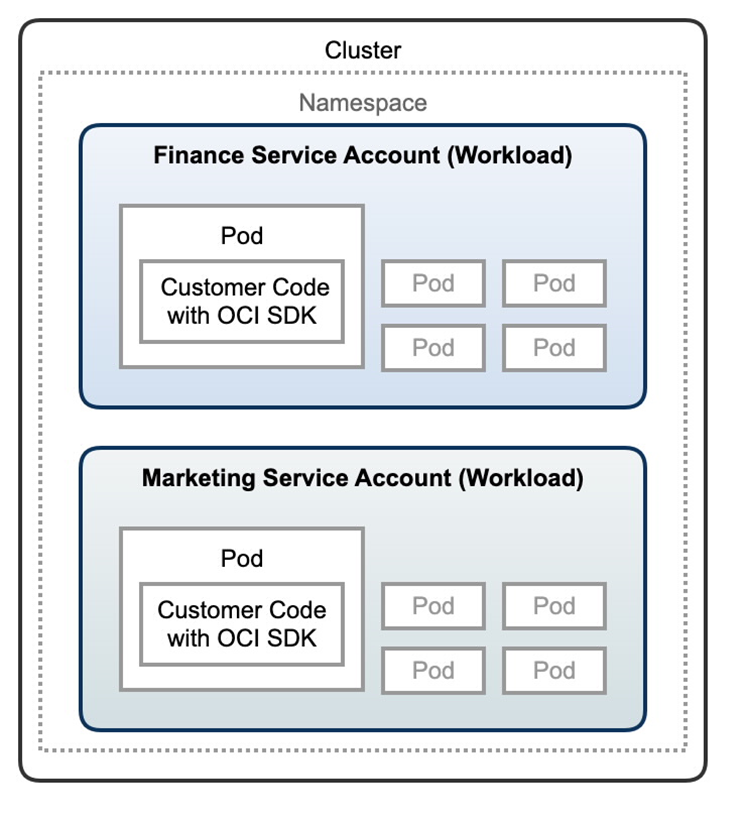 Cluster
Namespace
Finance Service Account (Workload)
Pod
Customer Code
with OCI SDK
Pod
Pod
Pod
Pod
Marketing Service Account (Workload)
Pod
Customer Code
with OCI SDK
Pod
Pod
Pod
Pod